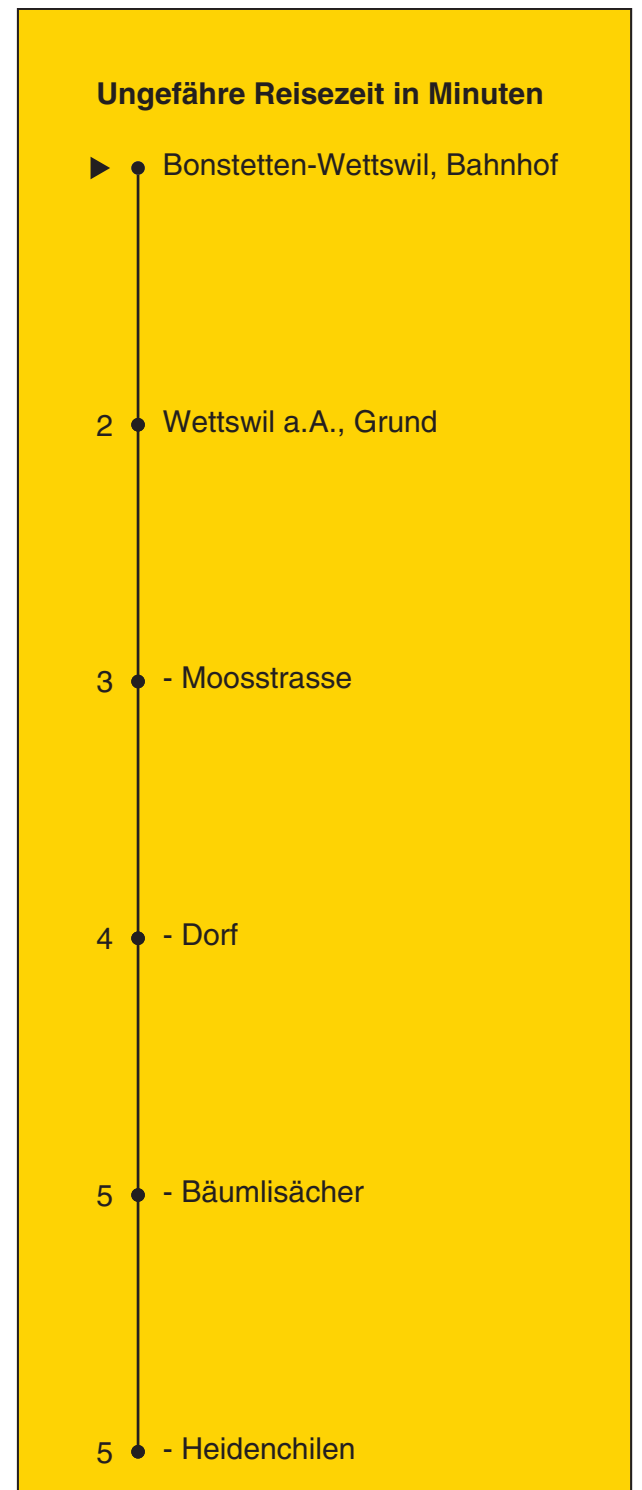 Ungefähre Reisezeit in Minuten
Bonstetten-Wettswil, Bahnhof
2 Wettswil a.A., Grund
3 - Moosstrasse
4 - Dorf
5 - Bäumlisächer
5 - Heidenchilen